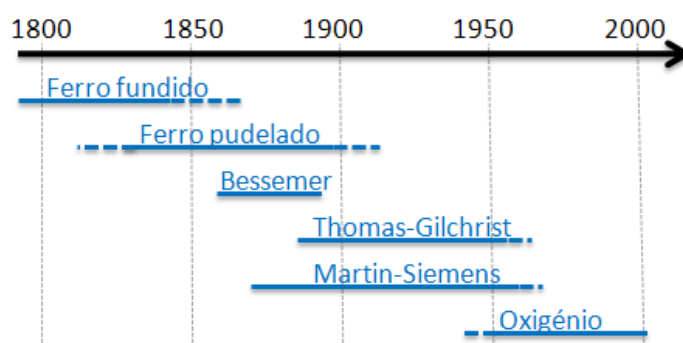 1800 1850 1900 1950 2000
Ferro fundido
Ferro pudelado
Bessemer
Thomas-Gilchrist
Martin-Siemens
Oxigénio